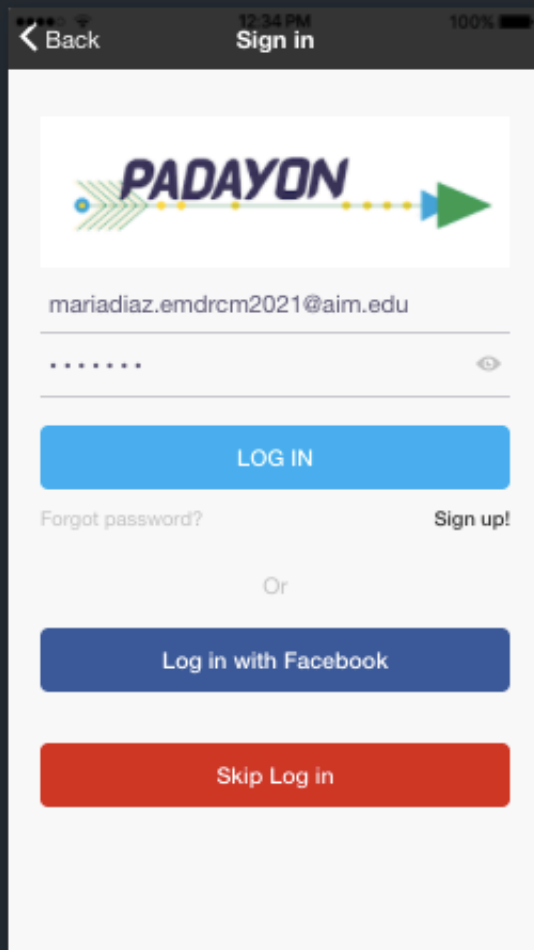 12:34 PM 100%
Back Sign in
PADAYON
mariadiaz.emdrcm2021@aim.edu
•••••••
LOG IN
Forgot password? Sign up!
Or
Log in with Facebook
Skip Log in